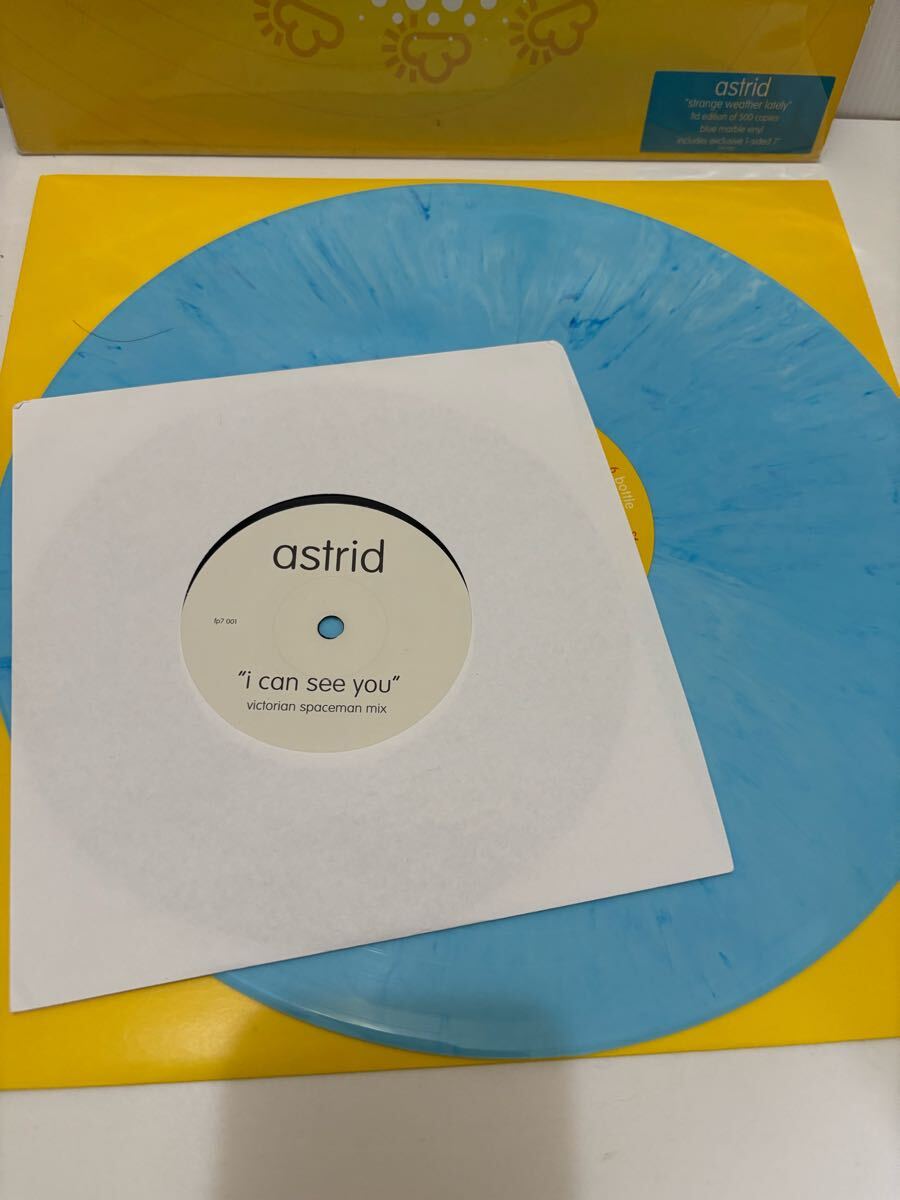 astrid
"strange weather lately"
ltd edition of 500 copies
blue marble vinyl
includes exclusive 1-sided 7"
bottle
astrid
fp7 001
"i can see you"
victorian spaceman mix